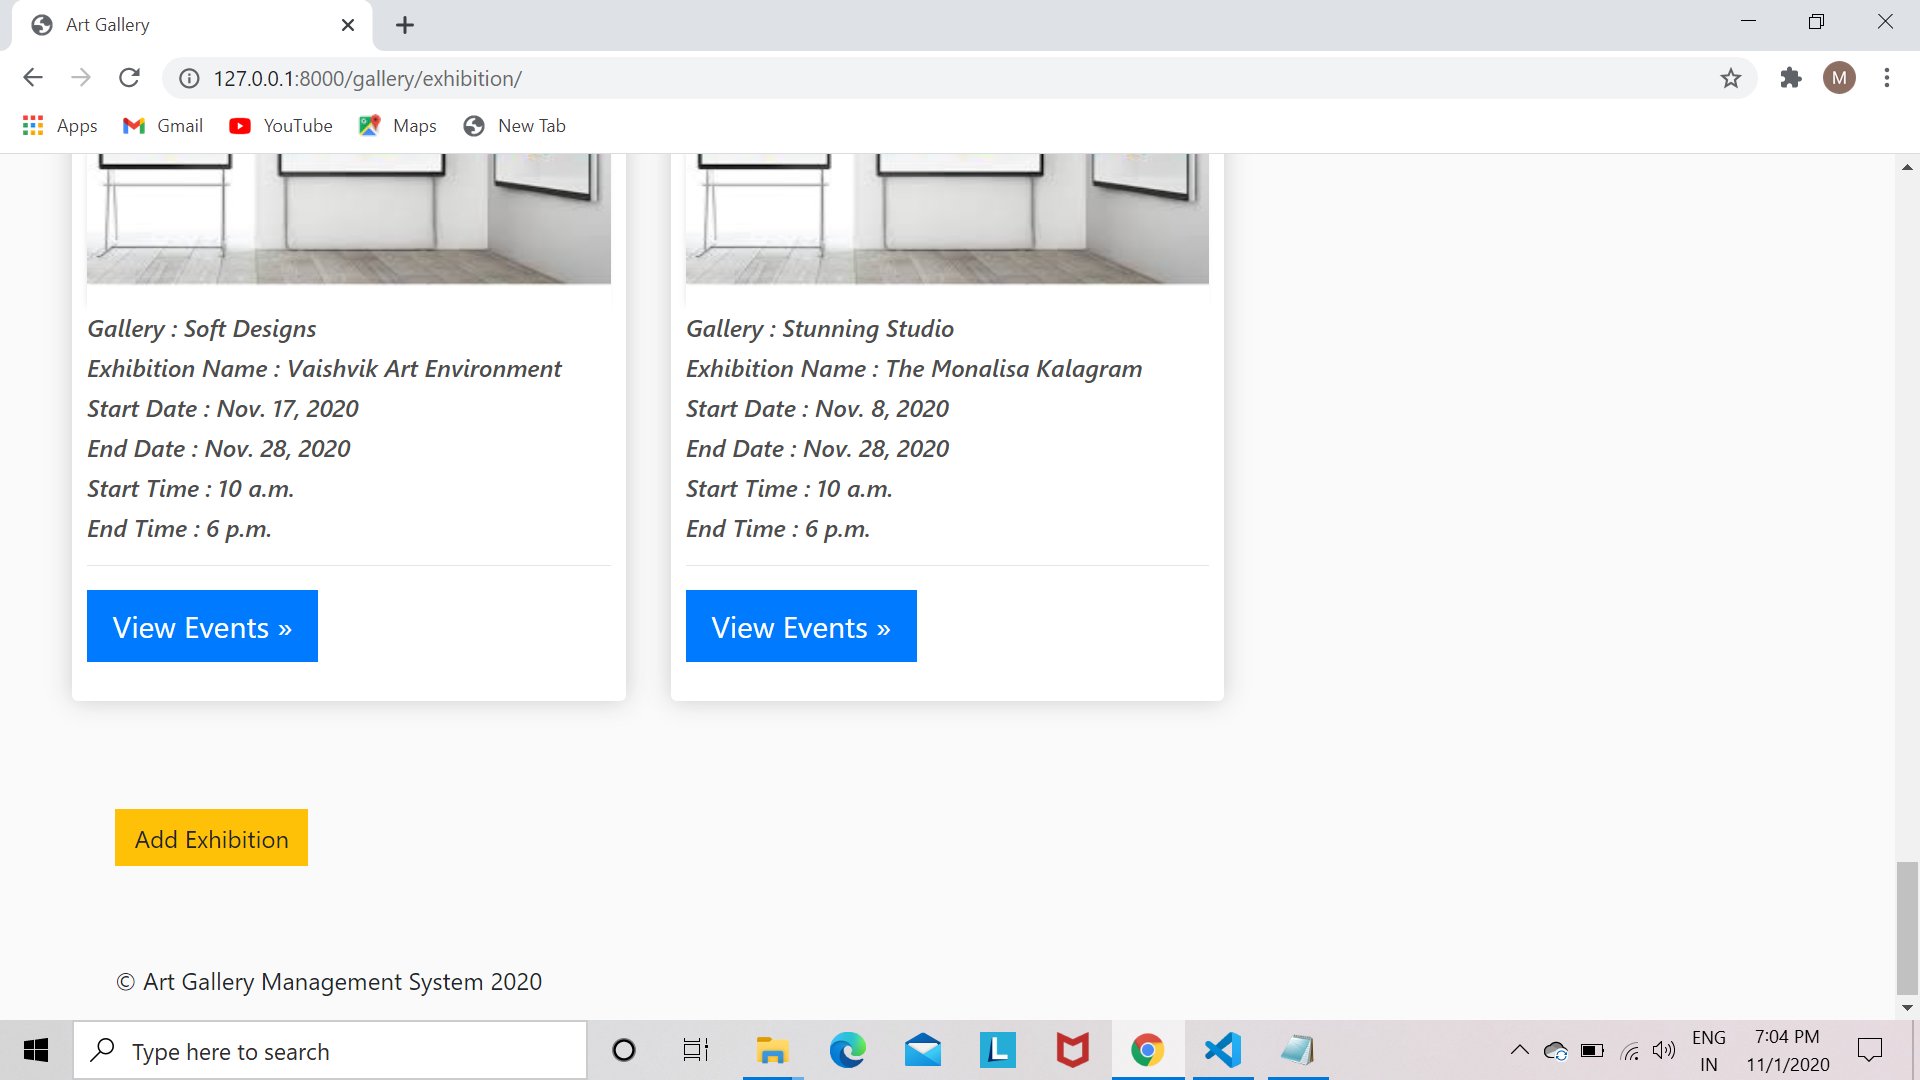 Art Gallery
127.0.0.1:8000/gallery/exhibition/
M
Apps
Gmail
YouTube
Maps
New Tab
Gallery : Soft Designs
Exhibition Name : Vaishvik Art Environment
Start Date : Nov. 17, 2020
End Date : Nov. 28, 2020
Start Time : 10 a.m.
End Time : 6 p.m.
View Events »
Gallery : Stunning Studio
Exhibition Name : The Monalisa Kalagram
Start Date : Nov. 8, 2020
End Date : Nov. 28, 2020
Start Time : 10 a.m.
End Time : 6 p.m.
View Events »
Add Exhibition
© Art Gallery Management System 2020
Type here to search
L
ENG
IN
7:04 PM
11/1/2020